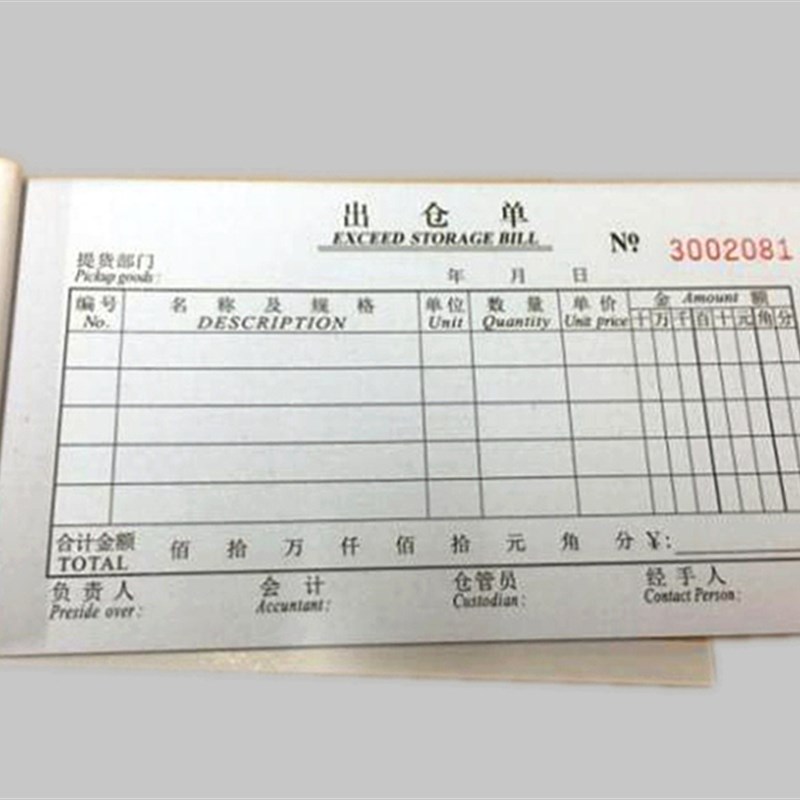 出 仓 单
EXCEED STORAGE BILL
№ 3002081
提货部门
Pickup goods:
年 月 日
编号 名 称 及 规 格 单位 数 量 单 价 金 Amount 额
No. DESCRIPTION Unit Quantity Unit price 十 万 千 百 十 元 角 分
合计金额 佰 拾 万 仟 佰 拾 元 角 分 ¥:
TOTAL
负 责 人 会 计 仓管员 经 手 人
Preside over: Accountant: Custodian: Contact Person: